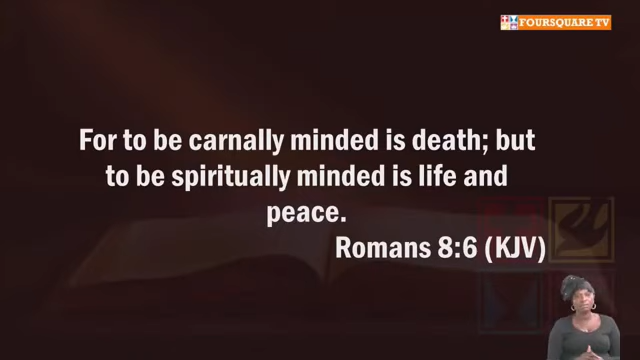 FOURSQUARE TV
For to be carnally minded is death; but
to be spiritually minded is life and
peace.
Romans 8:6 (KJV)